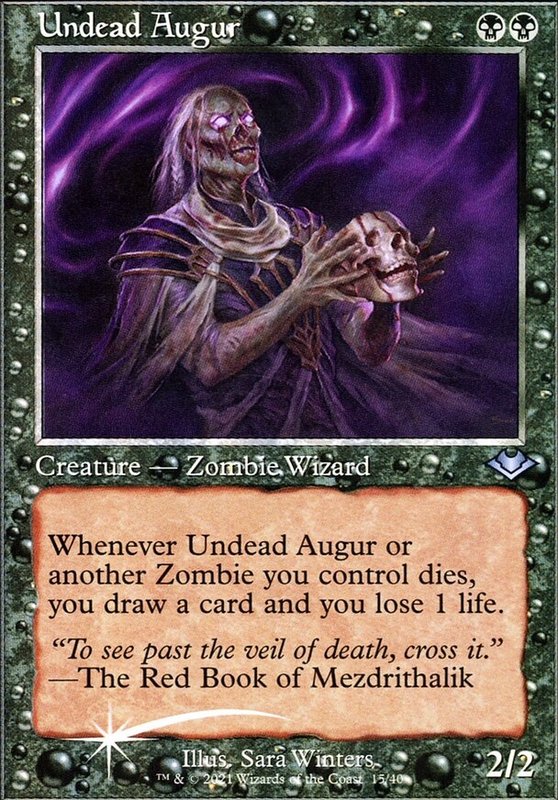 Undead Augur
Creature — Zombie Wizard
Whenever Undead Augur or
another Zombie you control dies,
you draw a card and you lose 1 life.
“To see past the veil of death, cross it.”
—The Red Book of Mezdrithalik
Illus. Sara Winters
™ & © 2021 Wizards of the Coast 15/40
2/2